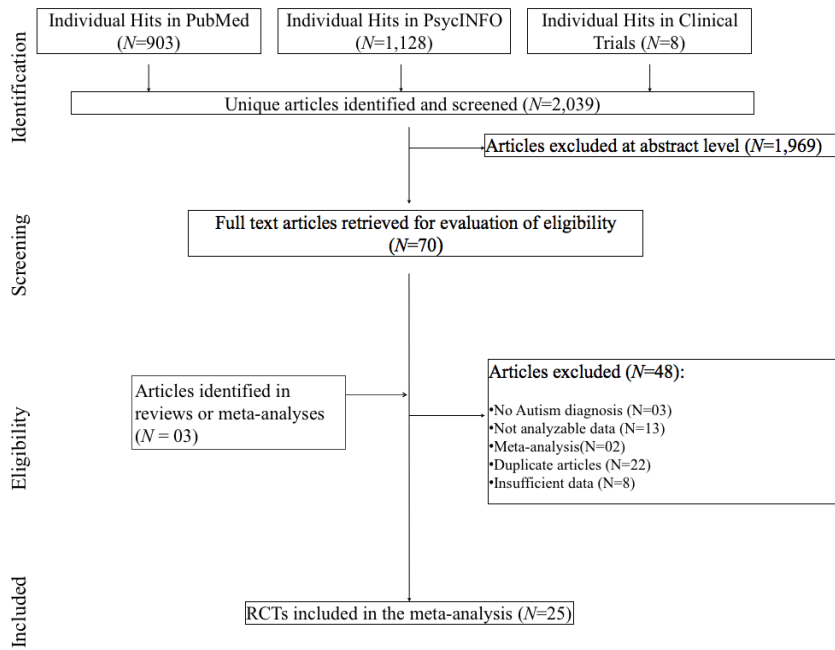 Identification
Individual Hits in PubMed
(N=903)
Individual Hits in PsycINFO
(N=1,128)
Individual Hits in Clinical
Trials (N=8)
Unique articles identified and screened (N=2,039)
Articles excluded at abstract level (N=1,969)
Screening
Full text articles retrieved for evaluation of eligibility
(N=70)
Eligibility
Articles identified in
reviews or meta-analyses
(N = 03)
Articles excluded (N=48):
•No Autism diagnosis (N=03)
•Not analyzable data (N=13)
•Meta-analysis(N=02)
•Duplicate articles (N=22)
•Insufficient data (N=8)
Included
RCTs included in the meta-analysis (N=25)